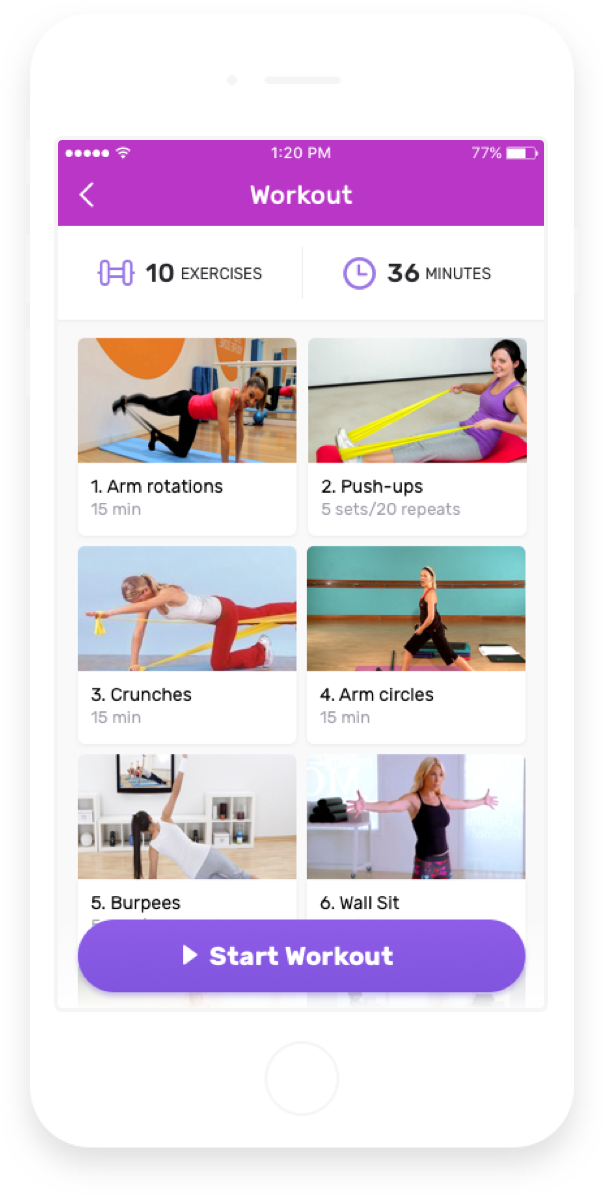 1:20 PM
77%
Workout
10 EXERCISES
36 MINUTES
1. Arm rotations
15 min
2. Push-ups
5 sets/20 repeats
3. Crunches
15 min
4. Arm circles
15 min
5. Burpees
6. Wall Sit
Start Workout